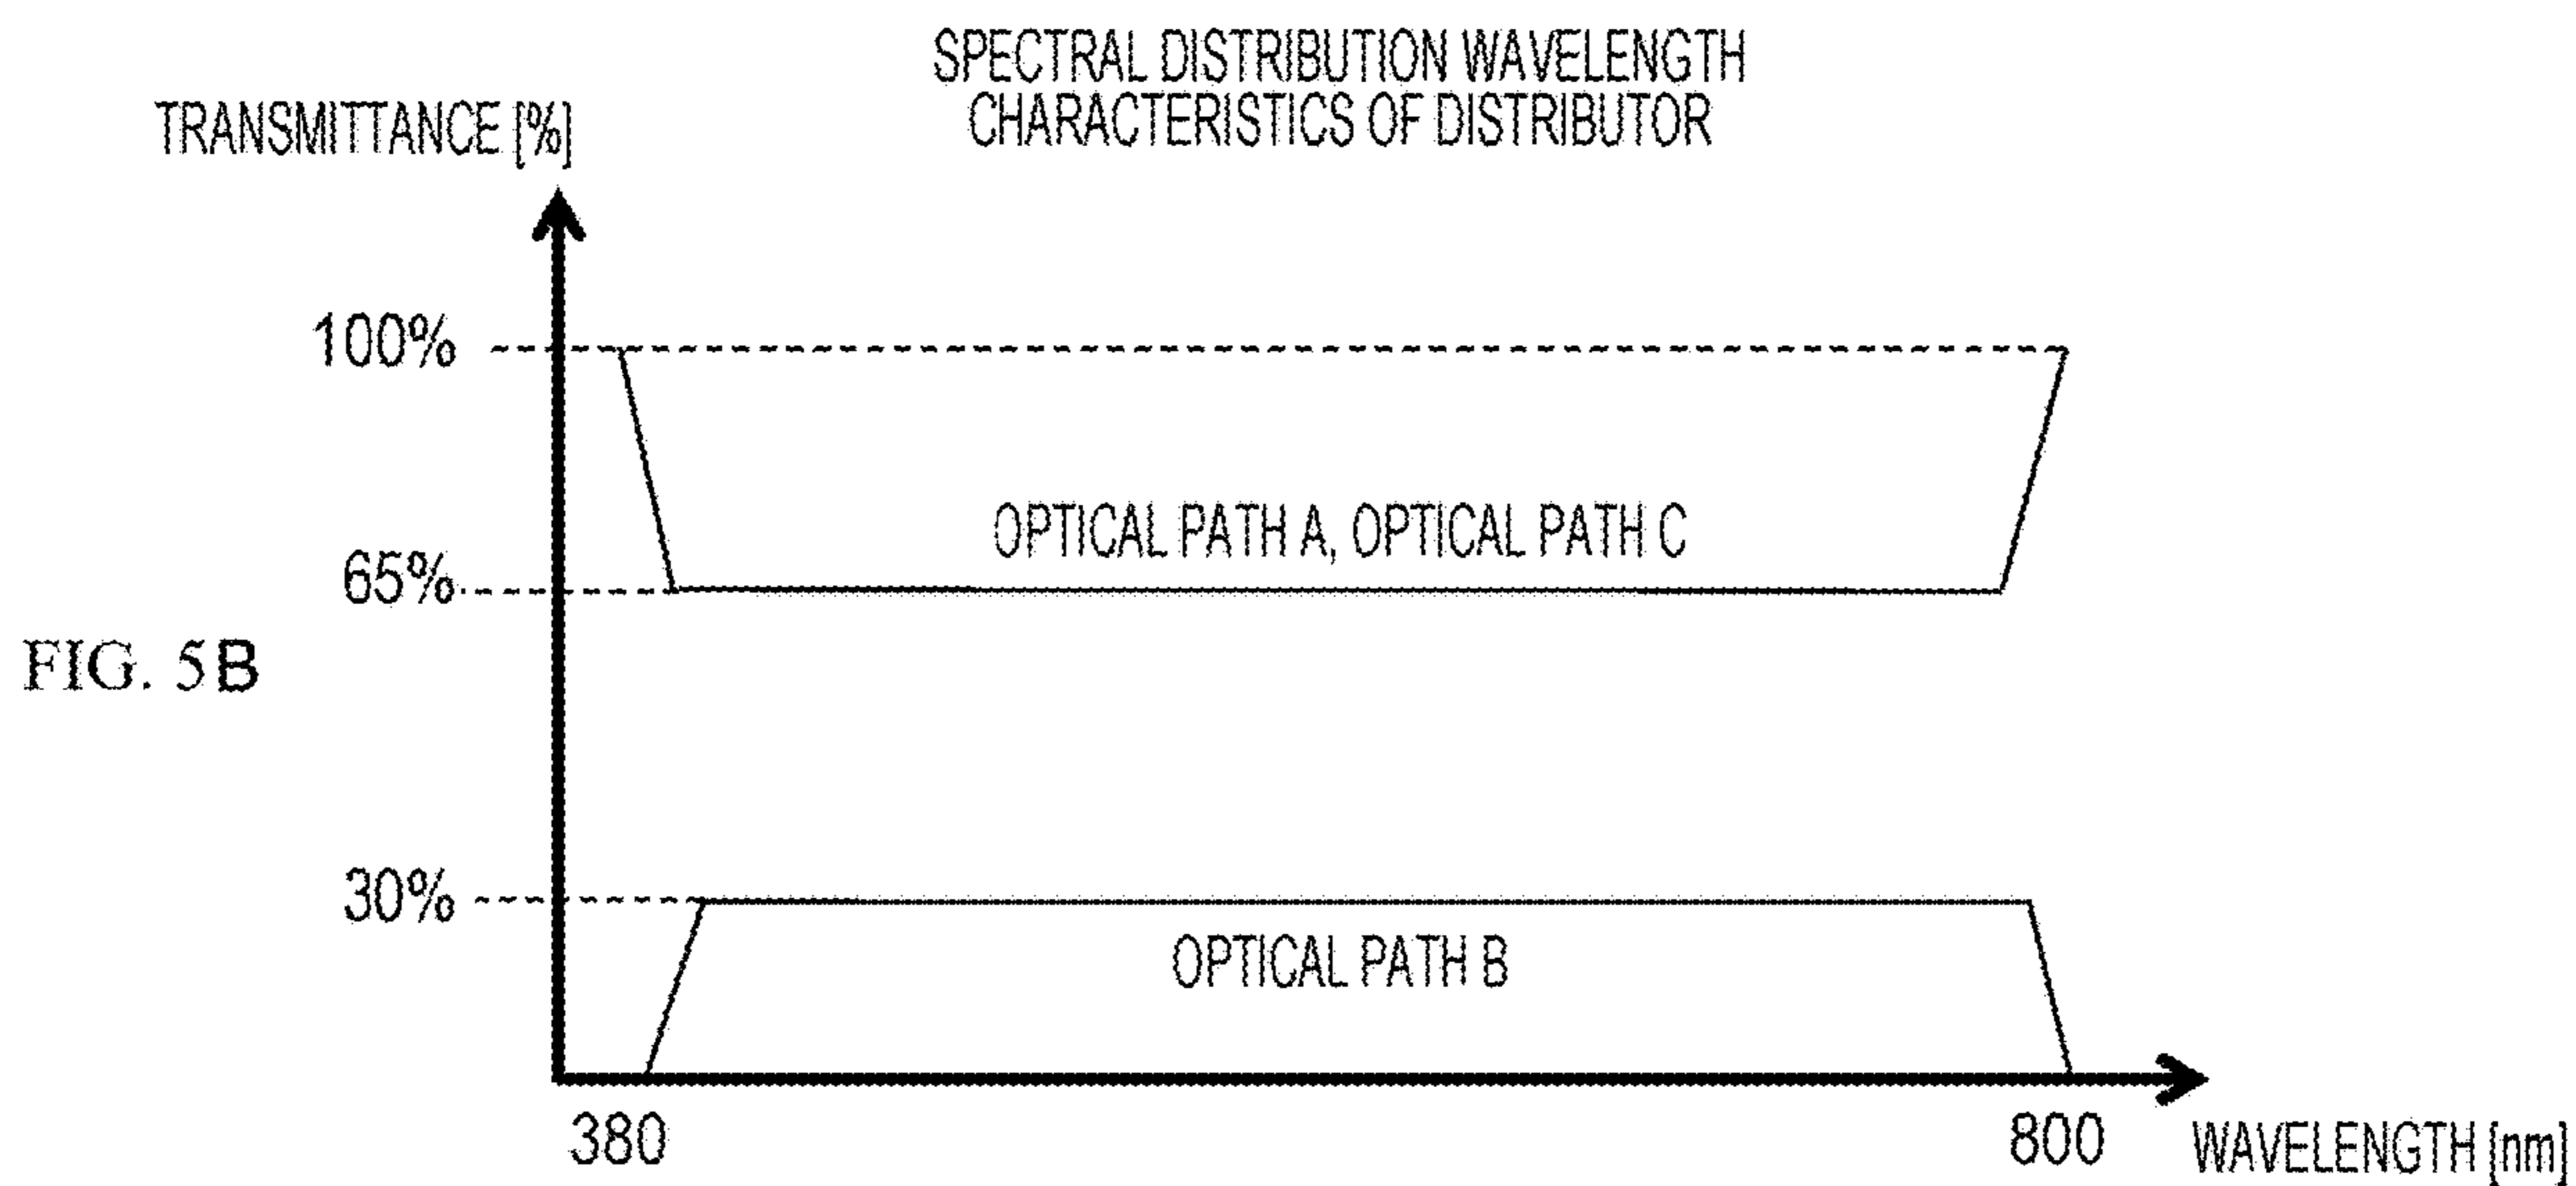 SPECTRAL DISTRIBUTION WAVELENGTH
CHARACTERISTICS OF DISTRIBUTOR
TRANSMITTANCE [%]
100%
OPTICAL PATH A, OPTICAL PATH C
65%
FIG. 5B
30%
OPTICAL PATH B
380
800
WAVELENGTH [nm]